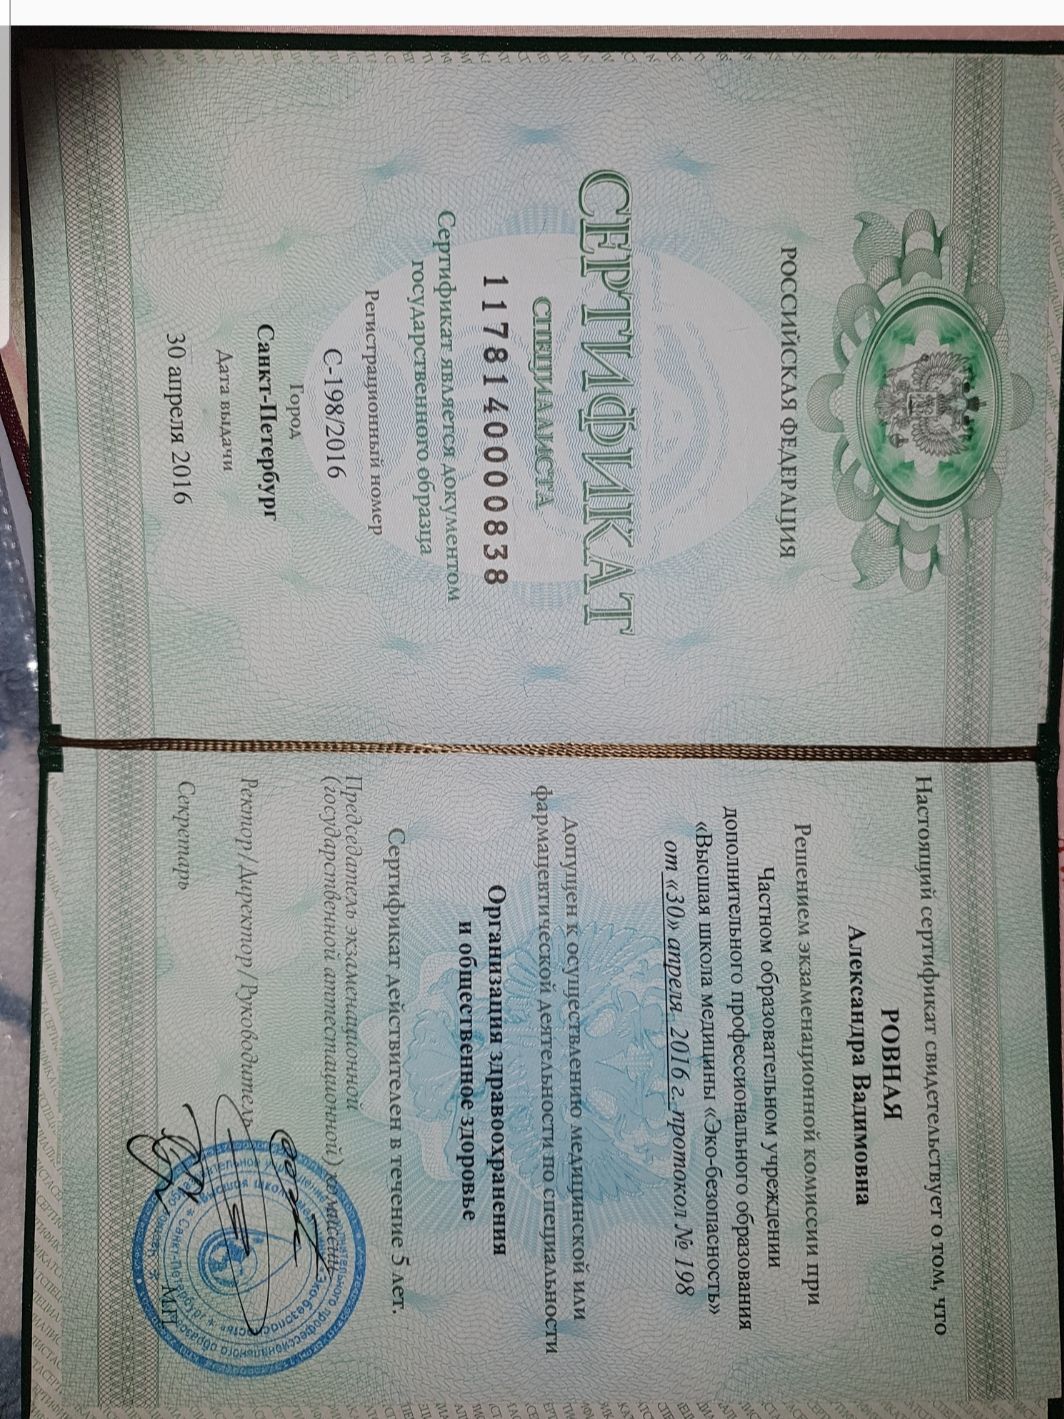 РОССИЙСКАЯ ФЕДЕРАЦИЯ
СЕРТИФИКАТ
СПЕЦИАЛИСТА
1178140000838
Сертификат является документом
государственного образца
Регистрационный номер
С-198/2016
Город
Санкт-Петербург
Дата выдачи
30 апреля 2016
Настоящий сертификат свидетельствует о том, что
РОВНАЯ
Александра Вадимовна
Решением экзаменационной комиссии при
Частном образовательном учреждении
дополнительного профессионального образования
«Высшая школа медицины «Эко-безопасность»
от «30» апреля 2016 г. протокол № 198
Допущен к осуществлению медицинской или
фармацевтической деятельности по специальности
Организация здравоохранения
и общественное здоровье
Сертификат действителен в течение 5 лет.
Председатель экзаменационной
(государственной аттестационной) комиссии
Ректор/Директор/Руководитель
Секретарь
МП